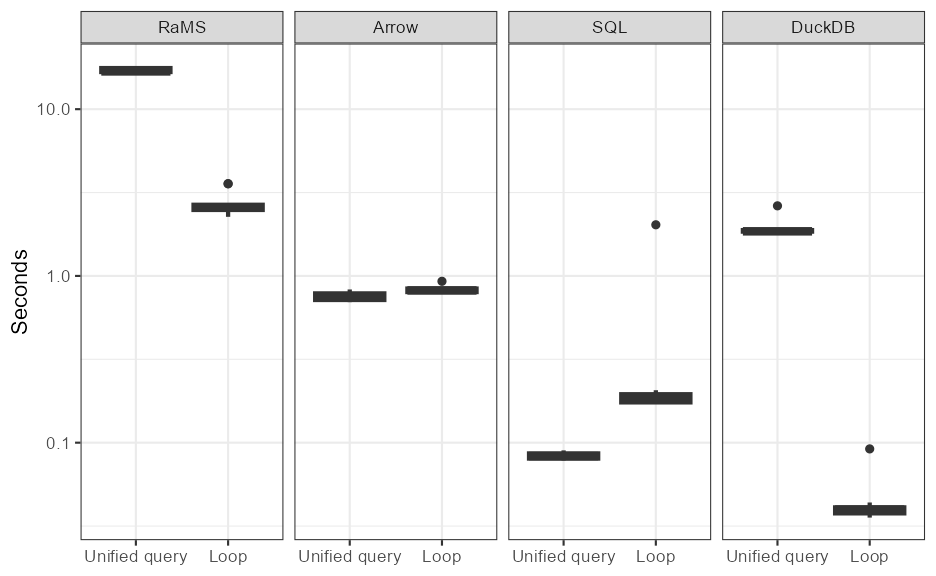 RaMS
Arrow
SQL
DuckDB
Seconds
10.0
1.0
0.1
Unified query Loop
Unified query Loop
Unified query Loop
Unified query Loop